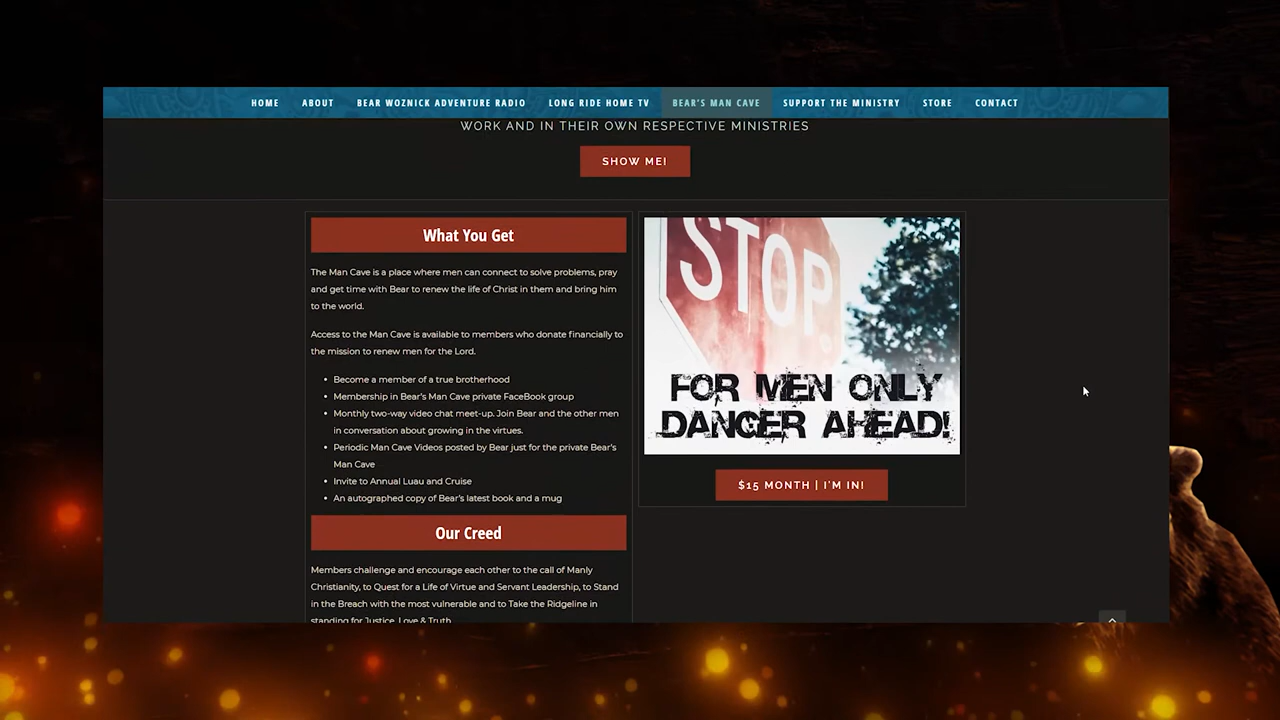 HOME ABOUT BEAR WOZNICK ADVENTURE RADIO LONG RIDE HOME TV BEAR'S MAN CAVE SUPPORT THE MINISTRY STORE CONTACT
WORK AND IN THEIR OWN RESPECTIVE MINISTRIES
SHOW ME!
What You Get
The Man Cave is a place where men can connect to solve problems, pray
and get time with Bear to renew the life of Christ in them and bring him
to the world.
Access to the Man Cave is available to members who donate financially to
the mission to renew men for the Lord.
• Become a member of a true brotherhood
• Membership in Bear's Man Cave private FaceBook group
• Monthly two-way video chat meet-up. Join Bear and the other men
in conversation about growing in the virtues.
• Periodic Man Cave Videos posted by Bear just for the private Bear's
Man Cave
• Invite to Annual Luau and Cruise
• An autographed copy of Bear's latest book and a mug
Our Creed
Members challenge and encourage each other to the call of Manly
Christianity, to Quest for a Life of Virtue and Servant Leadership, to Stand
in the Breach with the most vulnerable and to Take the Ridgeline in
standing for Justice, Love & Truth
STOP
FOR MEN ONLY
DANGER AHEAD!
$15 MONTH | I'M IN!